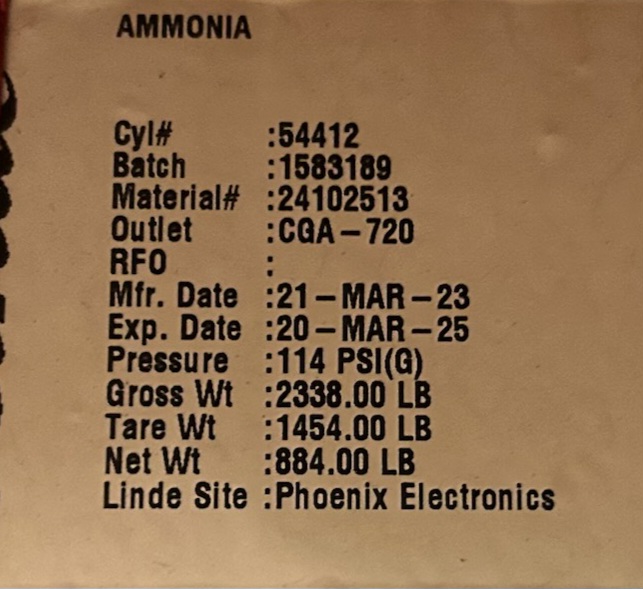 AMMONIA
Cyl# :54412
Batch :1583189
Material# :24102513
Outlet :CGA-720
RFO :
Mfr. Date :21-MAR-23
Exp. Date :20-MAR-25
Pressure :114 PSI(G)
Gross Wt :2338.00 LB
Tare Wt :1454.00 LB
Net Wt :884.00 LB
Linde Site :Phoenix Electronics